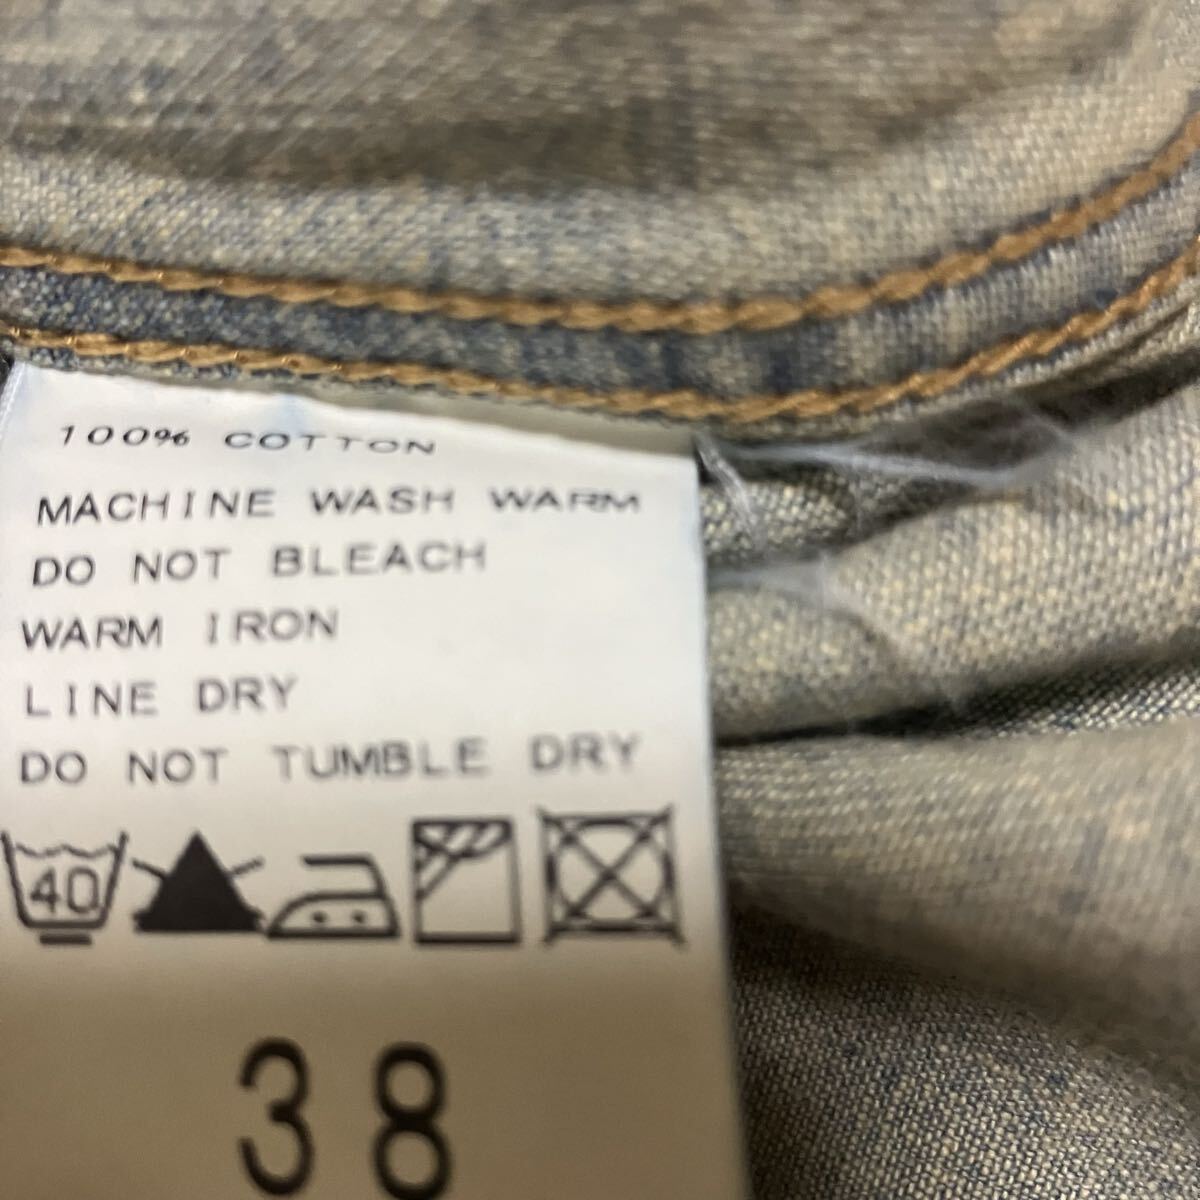 100% COTTON
MACHINE WASH WARM
DO NOT BLEACH
WARM IRON
LINE DRY
DO NOT TUMBLE DRY
40
38